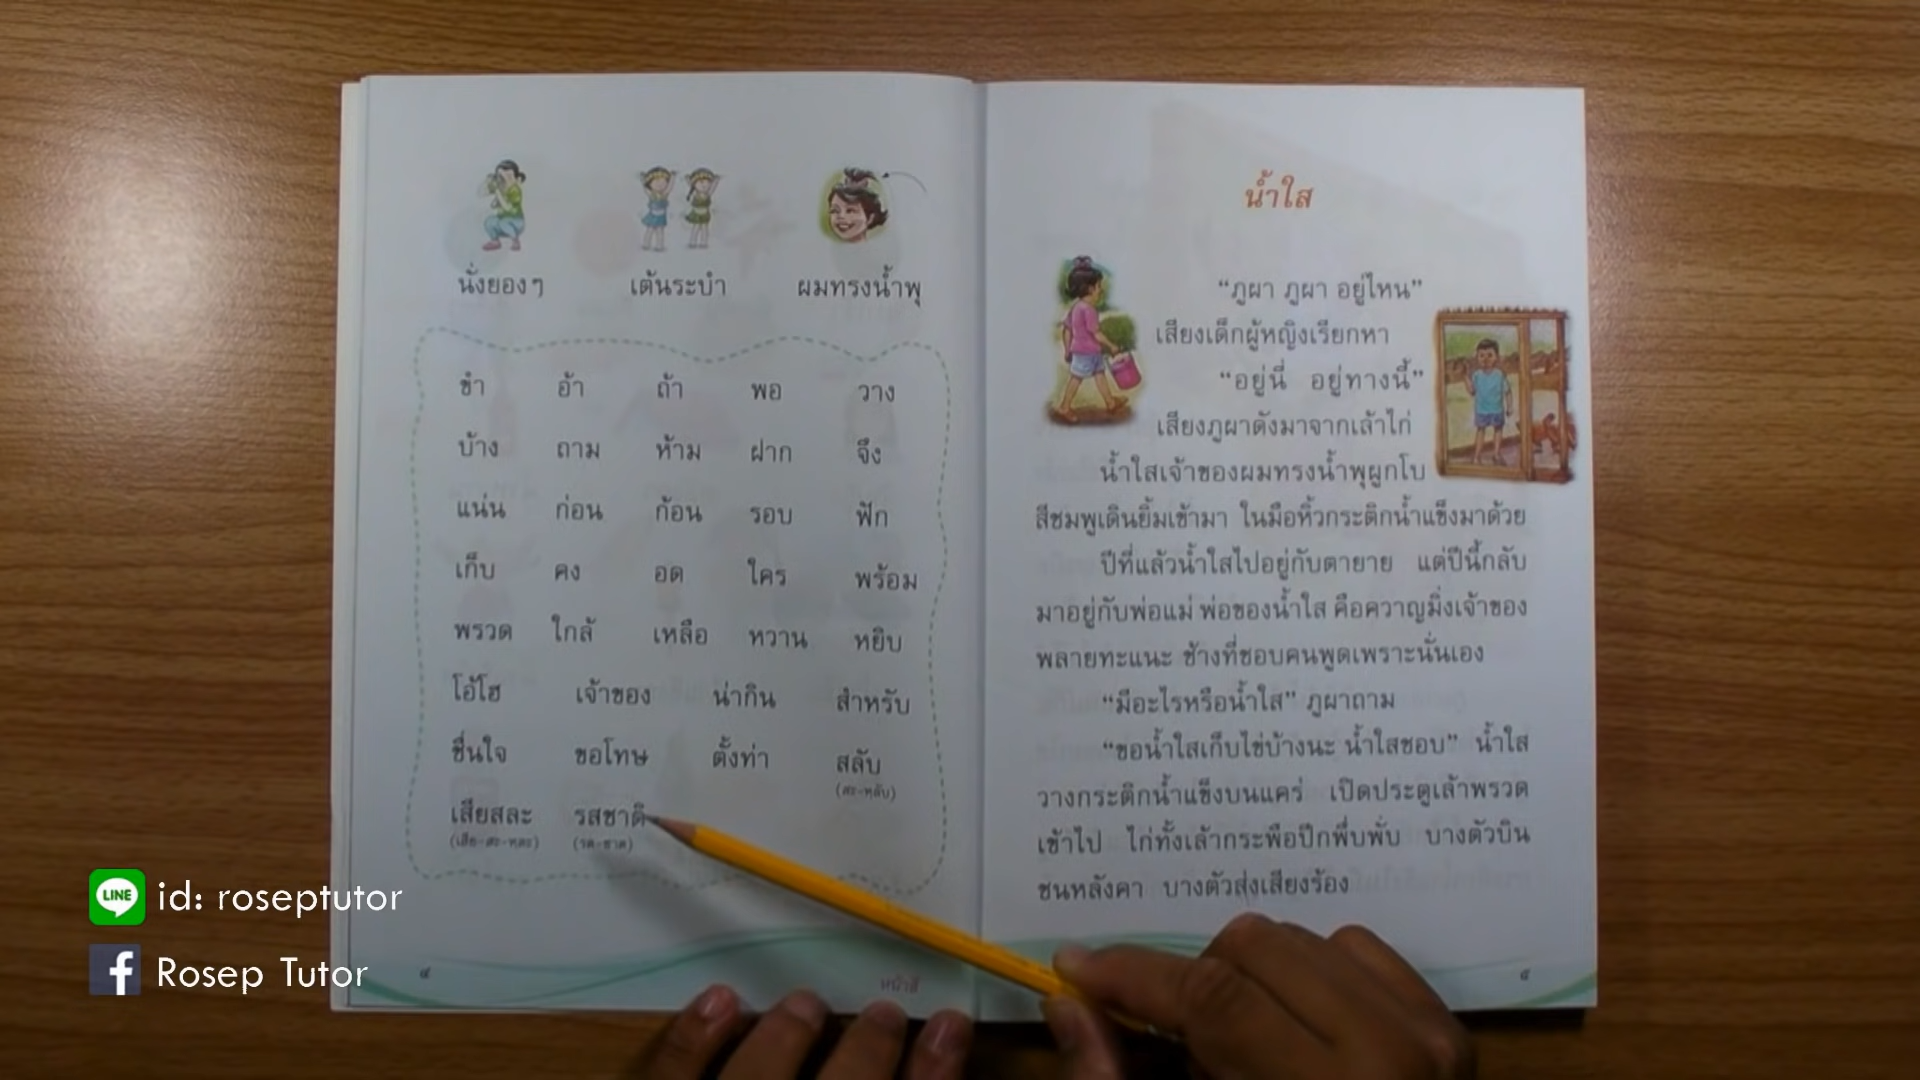 นั่งยองๆ เต้นระบำ ผมทรงน้ำพุ
ขำ อ้า ถ้า พอ วาง
บ้าง ถาม ห้าม ฝาก จึง
แน่น ก่อน ก้อน รอบ ฟัก
เก็บ คง อด ใคร พร้อม
พรวด ใกล้ เหลือ หวาน หยิบ
โอ้โฮ เจ้าของ น่ากิน สำหรับ
ชื่นใจ ขอโทษ ตั้งท่า สลับ
(สะ-หลับ)
เสียสละ รสชาติ
(เสีย-สะ-หละ) (รด-ชาด)
๔
หน้าสี่
น้ำใส
“ภูผา ภูผา อยู่ไหน”
เสียงเด็กผู้หญิงเรียกหา
“อยู่นี่ อยู่ทางนี้”
เสียงภูผาดังมาจากเล้าไก่
น้ำใสเจ้าของผมทรงน้ำพุผูกโบ
สีชมพูเดินยิ้มเข้ามา ในมือหิ้วกระติกน้ำแข็งมาด้วย
ปีที่แล้วน้ำใสไปอยู่กับตายาย แต่ปีนี้กลับ
มาอยู่กับพ่อแม่ พ่อของน้ำใส คือควาญมิ่งเจ้าของ
พลายทะแนะ ช้างที่ชอบคนพูดเพราะนั่นเอง
“มีอะไรหรือน้ำใส” ภูผาถาม
“ขอน้ำใสเก็บไข่บ้างนะ น้ำใสชอบ” น้ำใส
วางกระติกน้ำแข็งบนแคร่ เปิดประตูเล้าพรวด
เข้าไป ไก่ทั้งเล้ากระพือปีกพึ่บพั่บ บางตัวบิน
ชนหลังคา บางตัวส่งเสียงร้อง
๕
LINE id: roseptutor
f Rosep Tutor